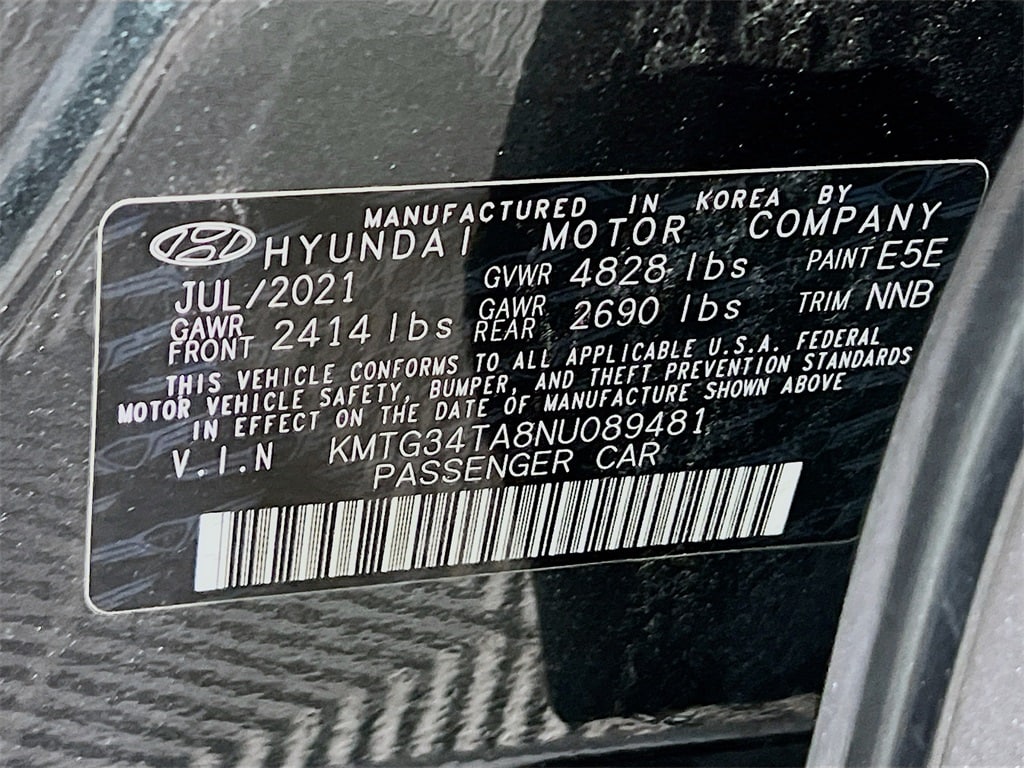 MANUFACTURED IN KOREA BY
HYUNDAI MOTOR COMPANY
JUL/2021 GVWR 4828 lbs PAINT E5E
GAWR FRONT 2414 lbs GAWR REAR 2690 lbs TRIM NNB
THIS VEHICLE CONFORMS TO ALL APPLICABLE U.S.A. FEDERAL
MOTOR VEHICLE SAFETY, BUMPER, AND THEFT PREVENTION STANDARDS
IN EFFECT ON THE DATE OF MANUFACTURE SHOWN ABOVE
V.I.N KMTG34TA8NU089481
PASSENGER CAR